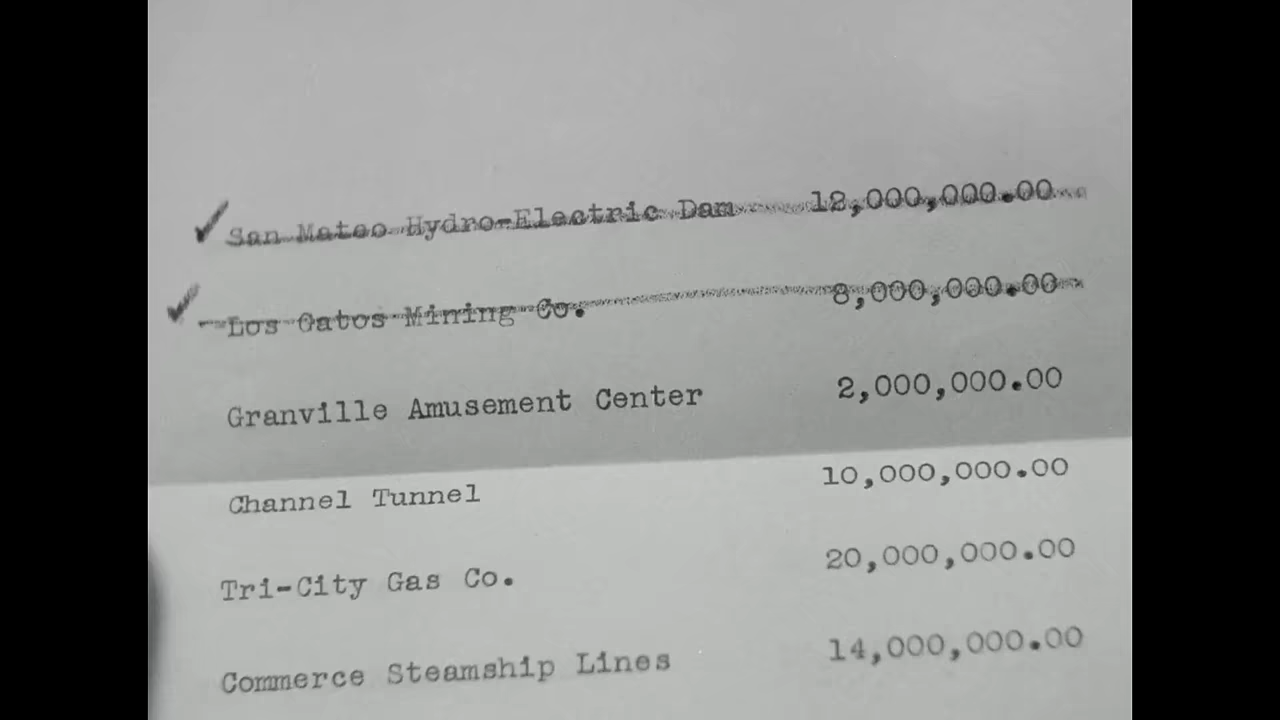 San Mateo Hydro-Electric Dam 12,000,000.00
Los Gatos Mining Co. 8,000,000.00
Granville Amusement Center 2,000,000.00
Channel Tunnel 10,000,000.00
Tri-City Gas Co. 20,000,000.00
Commerce Steamship Lines 14,000,000.00